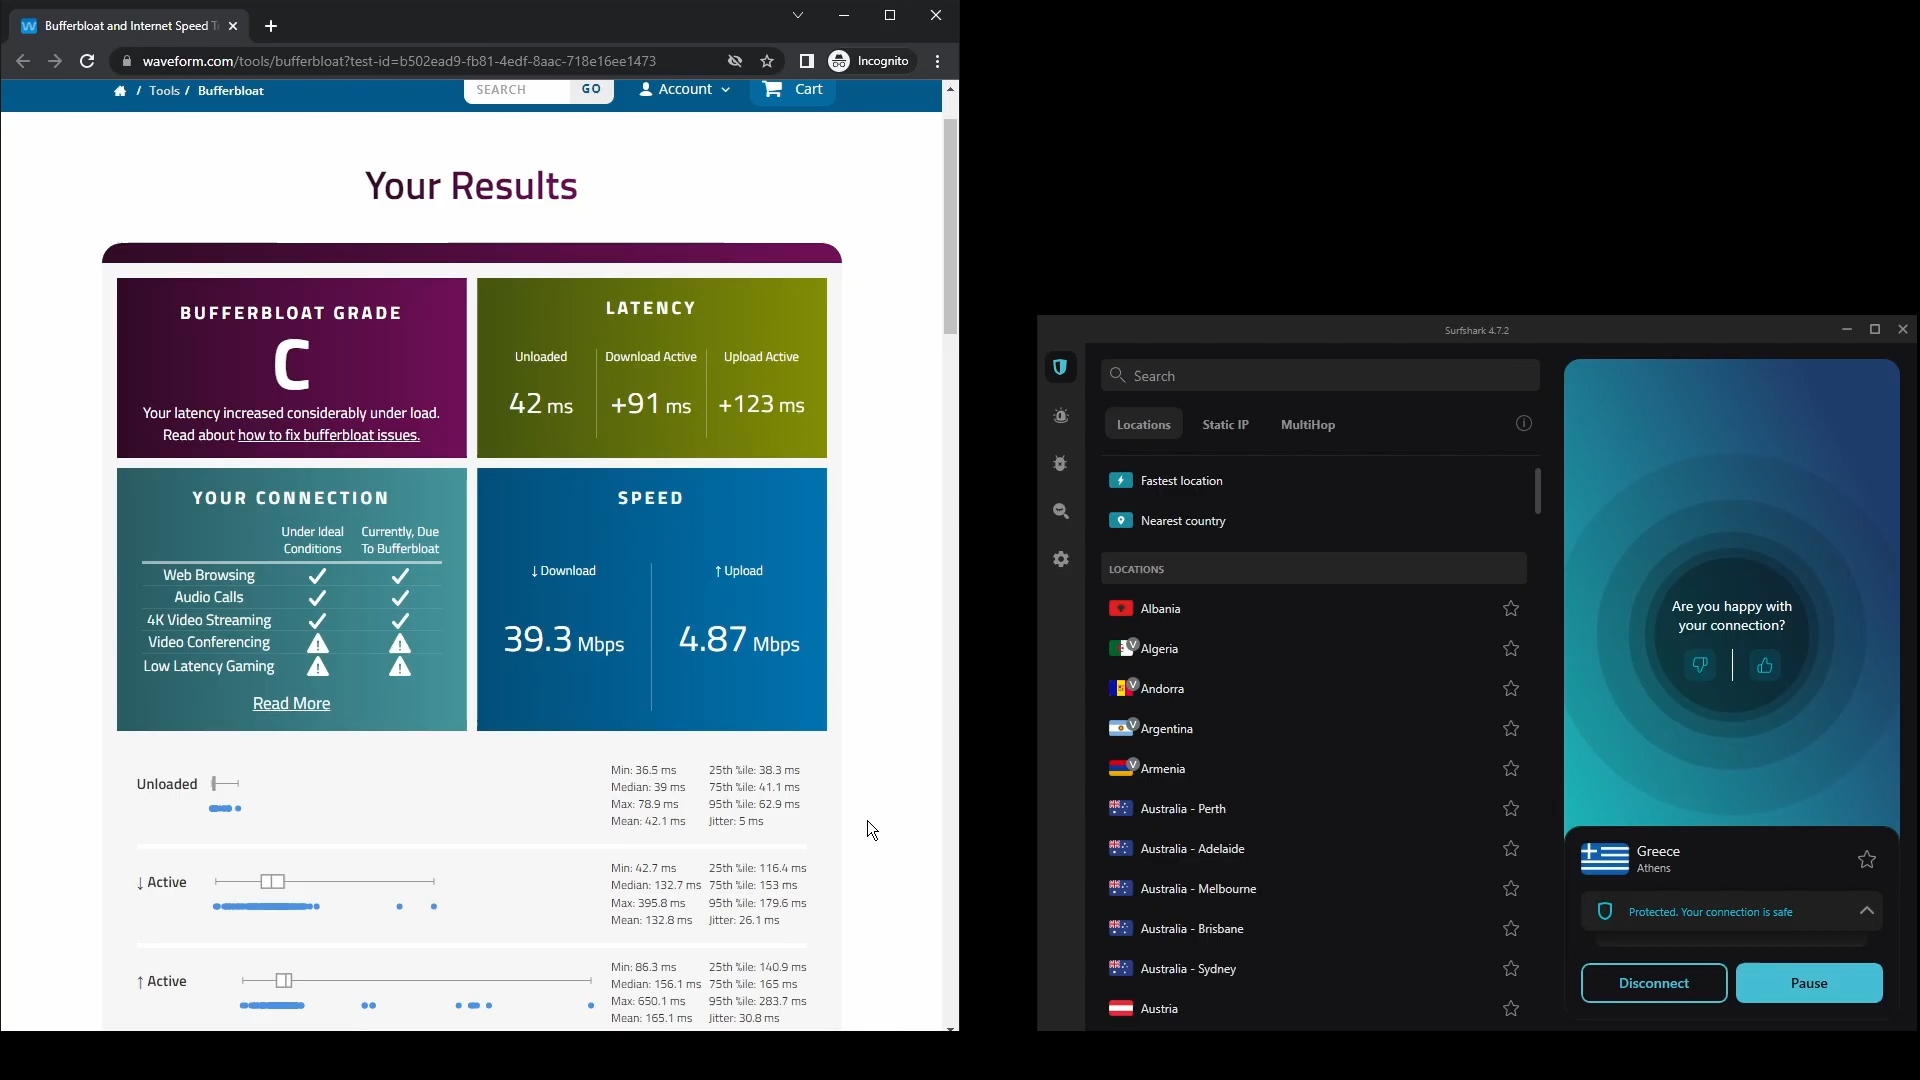 Bufferbloat and Internet Speed T
waveform.com/tools/bufferbloat?test-id=b502ead9-fb81-4edf-8aac-718e16ee1473
Incognito
/ Tools / Bufferbloat
SEARCH
GO
Account
Cart
Your Results
BUFFERBLOAT GRADE
C
Your latency increased considerably under load.
Read about how to fix bufferbloat issues.
LATENCY
Unloaded Download Active Upload Active
42 ms +91 ms +123 ms
YOUR CONNECTION
Under Ideal Currently, Due
Conditions To Bufferbloat
Web Browsing
Audio Calls
4K Video Streaming
Video Conferencing
Low Latency Gaming
Read More
SPEED
↓ Download ↑ Upload
39.3 Mbps 4.87 Mbps
Unloaded
Min: 36.5 ms 25th %ile: 38.3 ms
Median: 39 ms 75th %ile: 41.1 ms
Max: 78.9 ms 95th %ile: 62.9 ms
Mean: 42.1 ms Jitter: 5 ms
↓ Active
Min: 42.7 ms 25th %ile: 116.4 ms
Median: 132.7 ms 75th %ile: 153 ms
Max: 395.8 ms 95th %ile: 179.6 ms
Mean: 132.8 ms Jitter: 26.1 ms
↑ Active
Min: 86.3 ms 25th %ile: 140.9 ms
Median: 156.1 ms 75th %ile: 165 ms
Max: 650.1 ms 95th %ile: 283.7 ms
Mean: 165.1 ms Jitter: 30.8 ms
Surfshark 4.7.2
Search
Locations Static IP MultiHop
Fastest location
Nearest country
LOCATIONS
Albania
V Algeria
V Andorra
V Argentina
V Armenia
Australia - Perth
Australia - Adelaide
Australia - Melbourne
Australia - Brisbane
Australia - Sydney
Austria
Are you happy with
your connection?
Greece
Athens
Protected. Your connection is safe
Disconnect
Pause